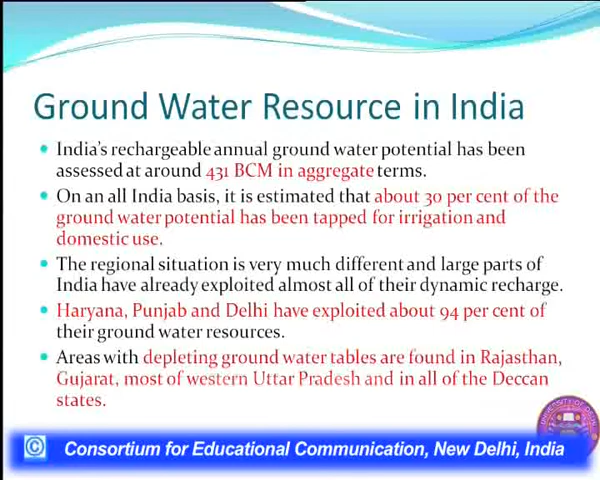 Ground Water Resource in India
• India's rechargeable annual ground water potential has been
assessed at around 431 BCM in aggregate terms.
• On an all India basis, it is estimated that about 30 per cent of the
ground water potential has been tapped for irrigation and
domestic use.
• The regional situation is very much different and large parts of
India have already exploited almost all of their dynamic recharge.
• Haryana, Punjab and Delhi have exploited about 94 per cent of
their ground water resources.
• Areas with depleting ground water tables are found in Rajasthan,
Gujarat, most of western Uttar Pradesh and in all of the Deccan
states.
© Consortium for Educational Communication, New Delhi, India